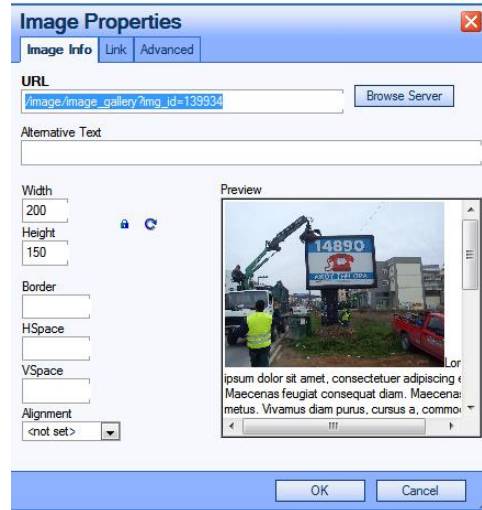 Image Properties
Image Info Link Advanced
URL
/image/image_gallery?img_id=139934
Browse Server
Alternative Text
Width
200
Height
150
Border
HSpace
VSpace
Alignment
<not set>
Preview
14890
Lor
ipsum dolor sit amet, consectetuer adipiscing e
Maecenas feugiat consequat diam. Maecena
metus. Vivamus diam purus, cursus a, commo
OK Cancel